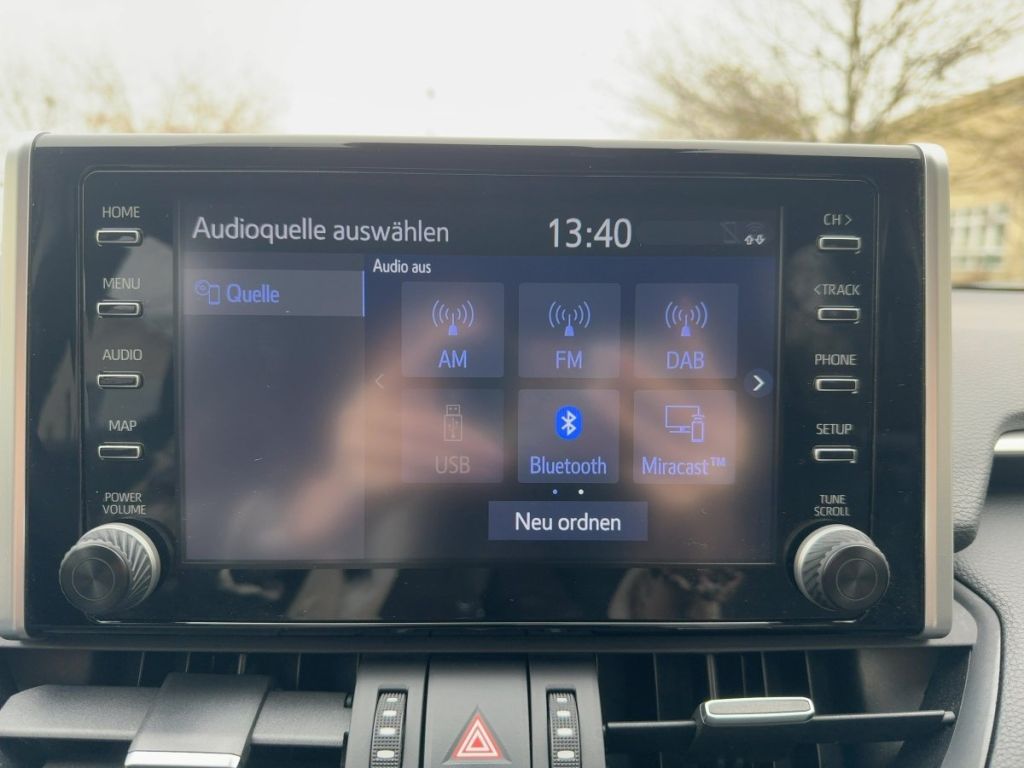 HOME
MENU
AUDIO
MAP
POWER
VOLUME
Audioquelle auswählen
13:40
Quelle
Audio aus
AM
FM
DAB
USB
Bluetooth
Miracast™
Neu ordnen
CH >
<TRACK
PHONE
SETUP
TUNE
SCROLL